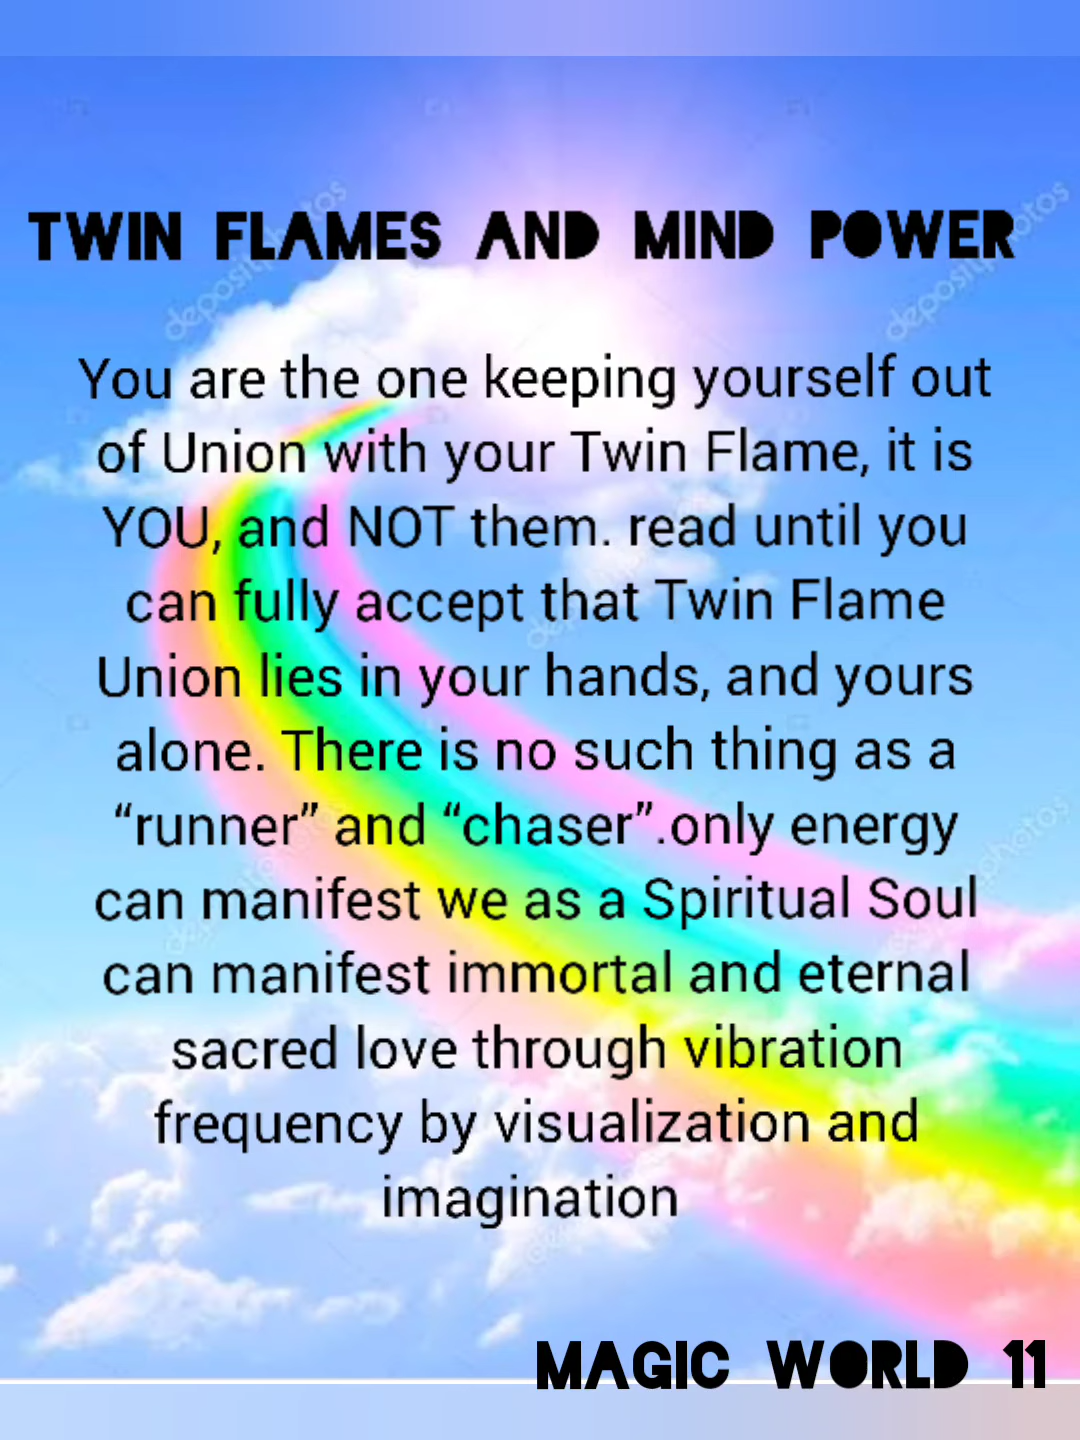 TWIN FLAMES AND MIND POWER
You are the one keeping yourself out
of Union with your Twin Flame, it is
YOU, and NOT them. read until you
can fully accept that Twin Flame
Union lies in your hands, and yours
alone. There is no such thing as a
“runner” and “chaser”.only energy
can manifest we as a Spiritual Soul
can manifest immortal and eternal
sacred love through vibration
frequency by visualization and
imagination
MAGIC WORLD 11
depositphotos
depositphotos